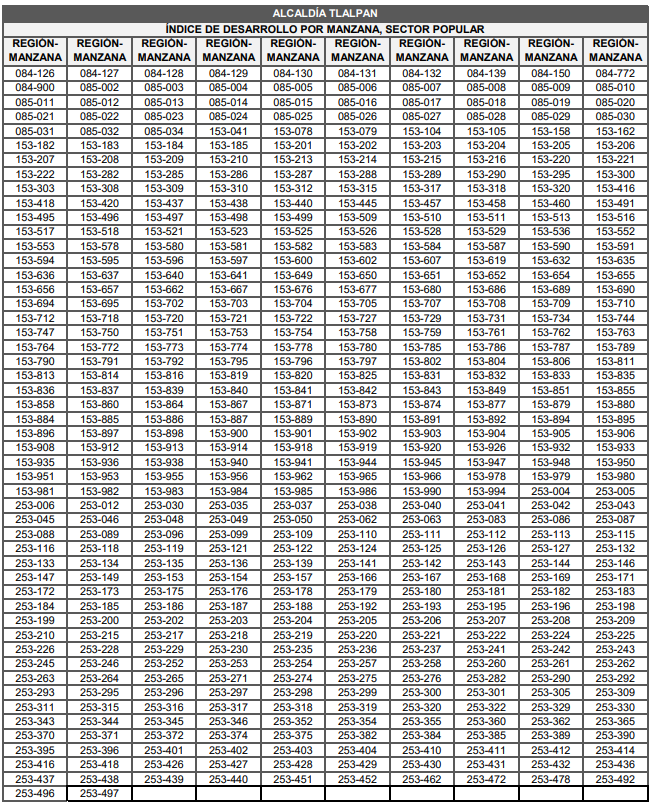 ALCALDÍA TLALPAN
ÍNDICE DE DESARROLLO POR MANZANA, SECTOR POPULAR
REGIÓN- REGIÓN- REGIÓN- REGIÓN- REGIÓN- REGIÓN- REGIÓN- REGIÓN- REGIÓN- REGIÓN-
MANZANA MANZANA MANZANA MANZANA MANZANA MANZANA MANZANA MANZANA MANZANA MANZANA
084-126 084-127 084-128 084-129 084-130 084-131 084-132 084-139 084-150 084-772
084-900 085-002 085-003 085-004 085-005 085-006 085-007 085-008 085-009 085-010
085-011 085-012 085-013 085-014 085-015 085-016 085-017 085-018 085-019 085-020
085-021 085-022 085-023 085-024 085-025 085-026 085-027 085-028 085-029 085-030
085-031 085-032 085-034 153-041 153-078 153-079 153-104 153-105 153-158 153-162
153-182 153-183 153-184 153-185 153-201 153-202 153-203 153-204 153-205 153-206
153-207 153-208 153-209 153-210 153-213 153-214 153-215 153-216 153-220 153-221
153-222 153-282 153-285 153-286 153-287 153-288 153-289 153-290 153-295 153-300
153-303 153-308 153-309 153-310 153-312 153-315 153-317 153-318 153-320 153-416
153-418 153-420 153-437 153-438 153-440 153-445 153-457 153-458 153-460 153-491
153-495 153-496 153-497 153-498 153-499 153-509 153-510 153-511 153-513 153-516
153-517 153-518 153-521 153-523 153-525 153-526 153-528 153-529 153-536 153-552
153-553 153-578 153-580 153-581 153-582 153-583 153-584 153-587 153-590 153-591
153-594 153-595 153-596 153-597 153-600 153-602 153-607 153-619 153-632 153-635
153-636 153-637 153-640 153-641 153-649 153-650 153-651 153-652 153-654 153-655
153-656 153-657 153-662 153-667 153-676 153-677 153-680 153-686 153-689 153-690
153-694 153-695 153-702 153-703 153-704 153-705 153-707 153-708 153-709 153-710
153-712 153-718 153-720 153-721 153-722 153-727 153-729 153-731 153-734 153-744
153-747 153-750 153-751 153-753 153-754 153-758 153-759 153-761 153-762 153-763
153-764 153-772 153-773 153-774 153-778 153-780 153-785 153-786 153-787 153-789
153-790 153-791 153-792 153-795 153-796 153-797 153-802 153-804 153-806 153-811
153-813 153-814 153-816 153-819 153-820 153-825 153-831 153-832 153-833 153-835
153-836 153-837 153-839 153-840 153-841 153-842 153-843 153-849 153-851 153-855
153-858 153-860 153-864 153-867 153-871 153-873 153-874 153-877 153-879 153-880
153-884 153-885 153-886 153-887 153-889 153-890 153-891 153-892 153-894 153-895
153-896 153-897 153-898 153-900 153-901 153-902 153-903 153-904 153-905 153-906
153-908 153-912 153-913 153-914 153-918 153-919 153-920 153-926 153-932 153-933
153-935 153-936 153-938 153-940 153-941 153-944 153-945 153-947 153-948 153-950
153-951 153-953 153-955 153-956 153-962 153-965 153-966 153-978 153-979 153-980
153-981 153-982 153-983 153-984 153-985 153-986 153-990 153-994 253-004 253-005
253-006 253-012 253-030 253-035 253-037 253-038 253-040 253-041 253-042 253-043
253-045 253-046 253-048 253-049 253-050 253-062 253-063 253-083 253-086 253-087
253-088 253-089 253-096 253-099 253-109 253-110 253-111 253-112 253-113 253-115
253-116 253-118 253-119 253-121 253-122 253-124 253-125 253-126 253-127 253-132
253-133 253-134 253-135 253-136 253-139 253-141 253-142 253-143 253-144 253-146
253-147 253-149 253-153 253-154 253-157 253-166 253-167 253-168 253-169 253-171
253-172 253-173 253-175 253-176 253-178 253-179 253-180 253-181 253-182 253-183
253-184 253-185 253-186 253-187 253-188 253-192 253-193 253-195 253-196 253-198
253-199 253-200 253-202 253-203 253-204 253-205 253-206 253-207 253-208 253-209
253-210 253-215 253-217 253-218 253-219 253-220 253-221 253-222 253-224 253-225
253-226 253-228 253-229 253-230 253-235 253-236 253-237 253-241 253-242 253-243
253-245 253-246 253-252 253-253 253-254 253-257 253-258 253-260 253-261 253-262
253-263 253-264 253-265 253-271 253-274 253-275 253-276 253-282 253-290 253-292
253-293 253-295 253-296 253-297 253-298 253-299 253-300 253-301 253-305 253-309
253-311 253-315 253-316 253-317 253-318 253-319 253-320 253-322 253-329 253-330
253-343 253-344 253-345 253-346 253-352 253-354 253-355 253-360 253-362 253-365
253-370 253-371 253-372 253-374 253-375 253-382 253-384 253-385 253-389 253-390
253-395 253-396 253-401 253-402 253-403 253-404 253-410 253-411 253-412 253-414
253-416 253-418 253-426 253-427 253-428 253-429 253-430 253-431 253-432 253-436
253-437 253-438 253-439 253-440 253-451 253-452 253-462 253-472 253-478 253-492
253-496 253-497